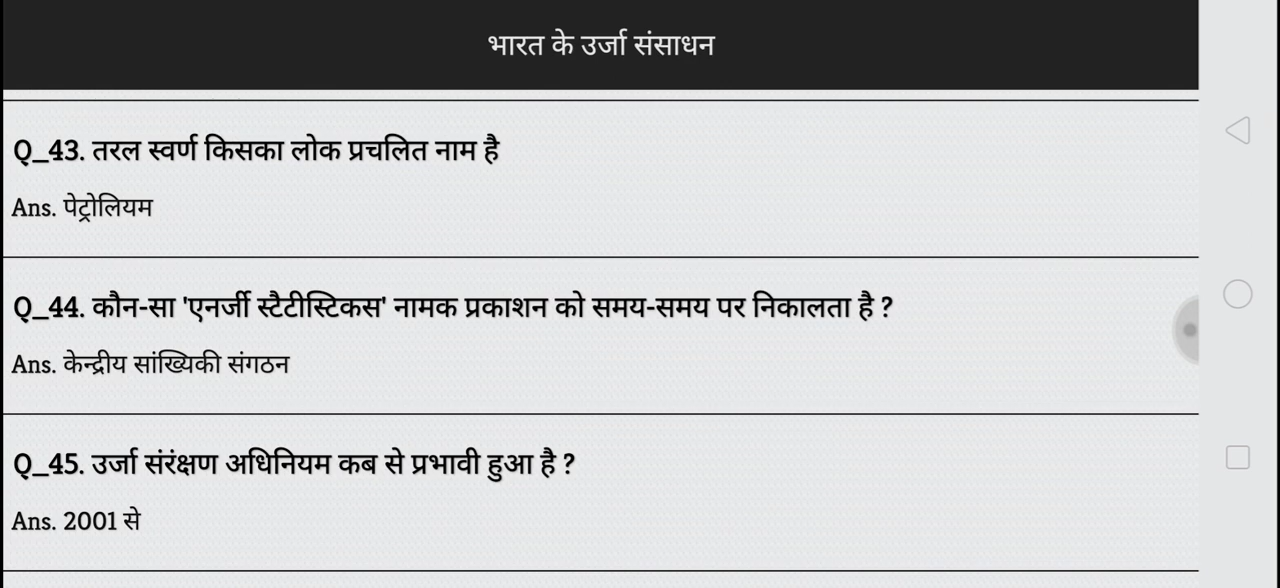 भारत के उर्जा संसाधन
Q_43. तरल स्वर्ण किसका लोक प्रचलित नाम है
Ans. पेट्रोलियम
Q_44. कौन-सा 'एनर्जी स्टैटीस्टिकस' नामक प्रकाशन को समय-समय पर निकालता है ?
Ans. केन्द्रीय सांख्यिकी संगठन
Q_45. उर्जा संरंक्षण अधिनियम कब से प्रभावी हुआ है ?
Ans. 2001 से